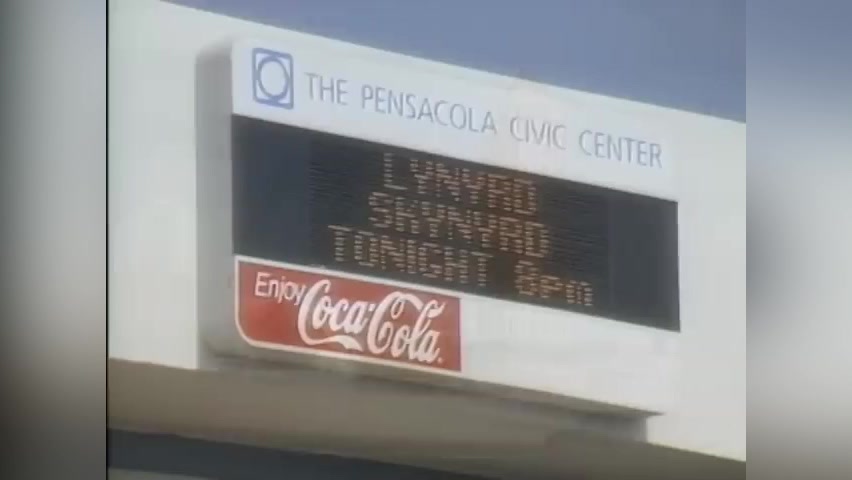 THE PENSACOLA CIVIC CENTER
LYNYRD
SKYNYRD
TONIGHT 8pm
Enjoy
Coca-Cola